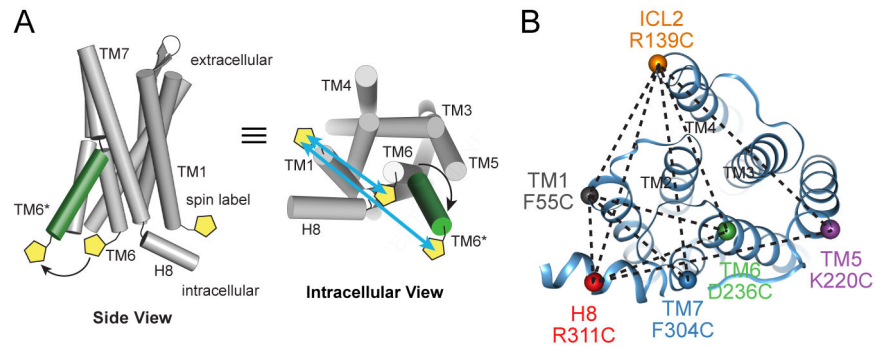 A
TM7
extracellular
TM1
spin label
TM6*
TM6
H8
intracellular
Side View
TM4
TM3
TM6
TM1
TM5
H8
TM6*
Intracellular View
B
ICL2
R139C
TM4
TM3
TM2
TM1
F55C
TM6
D236C
TM5
K220C
H8
R311C
TM7
F304C